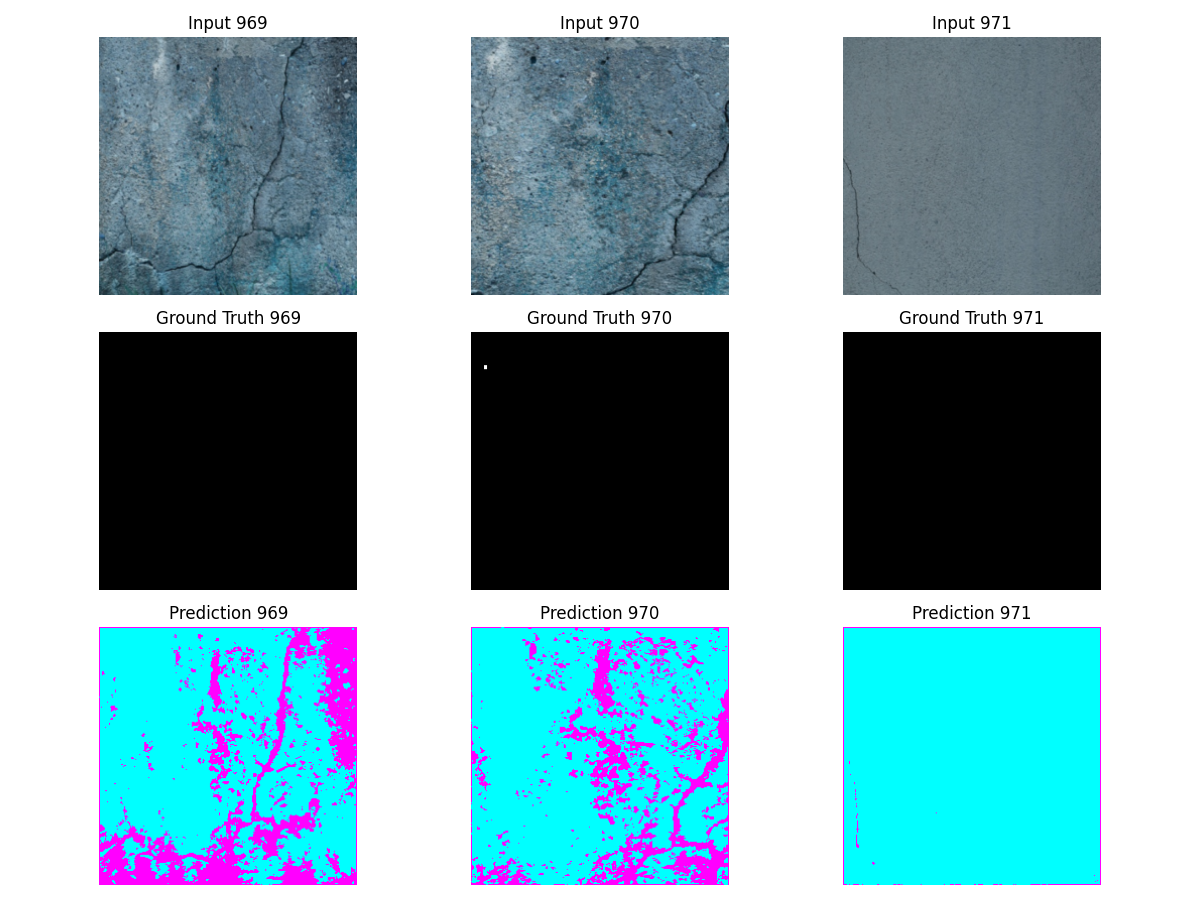 Input 969
Input 970
Input 971
Ground Truth 969
Ground Truth 970
Ground Truth 971
Prediction 969
Prediction 970
Prediction 971